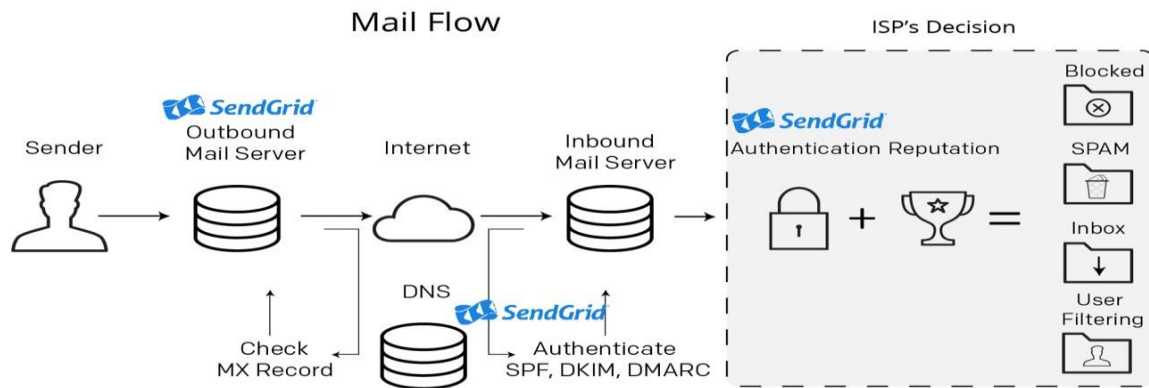 Mail Flow
ISP's Decision
SendGrid
Sender
Outbound
Mail Server
Internet
Inbound
Mail Server
DNS
SendGrid
Check
MX Record
Authenticate
SPF, DKIM, DMARC
SendGrid
Authentication Reputation
+
=
Blocked
SPAM
Inbox
User
Filtering